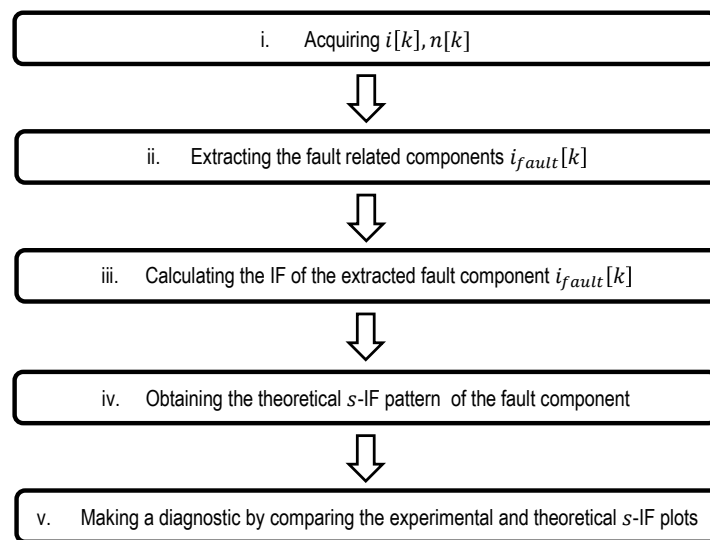 i. Acquiring i[k], n[k]
ii. Extracting the fault related components i_fault[k]
iii. Calculating the IF of the extracted fault component i_fault[k]
iv. Obtaining the theoretical s-IF pattern of the fault component
v. Making a diagnostic by comparing the experimental and theoretical s-IF plots